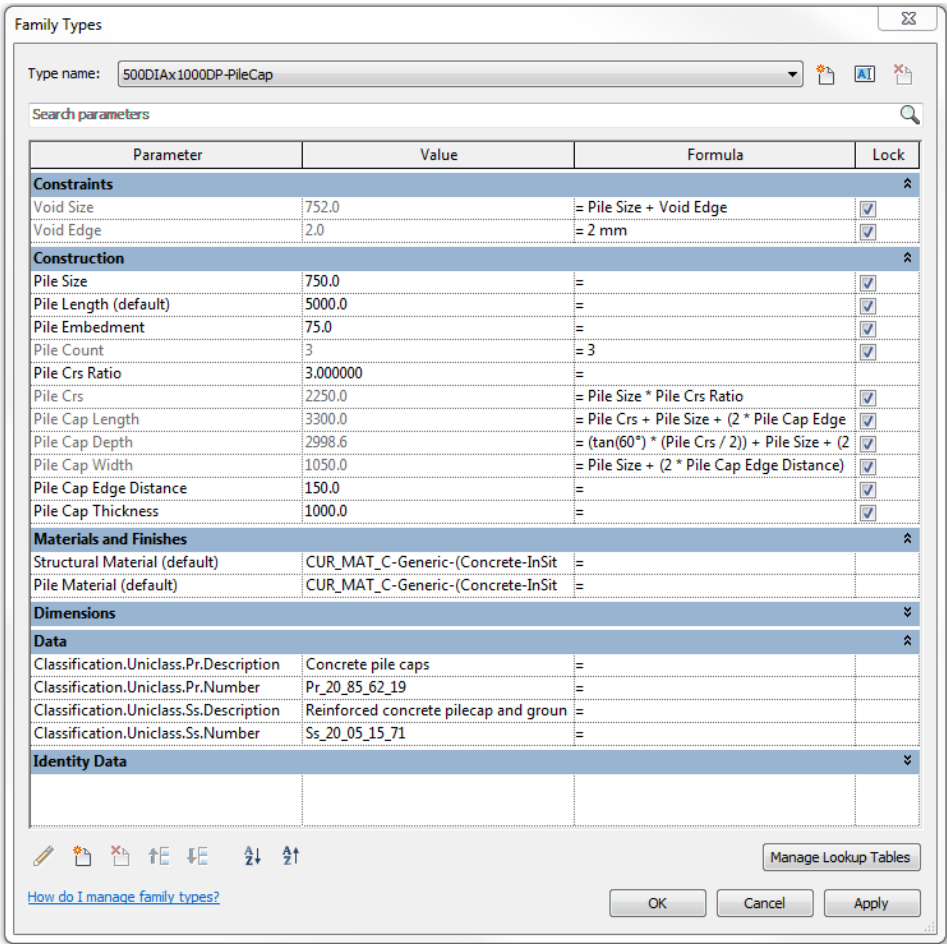 Family Types
Type name: 500DIAx1000DP-PileCap
Search parameters
Parameter Value Formula Lock
Constraints
Void Size 752.0 = Pile Size + Void Edge
Void Edge 2.0 = 2 mm
Construction
Pile Size 750.0 =
Pile Length (default) 5000.0 =
Pile Embedment 75.0 =
Pile Count 3 = 3
Pile Crs Ratio 3.000000 =
Pile Crs 2250.0 = Pile Size * Pile Crs Ratio
Pile Cap Length 3300.0 = Pile Crs + Pile Size + (2 * Pile Cap Edge
Pile Cap Depth 2998.6 = (tan(60°) * (Pile Crs / 2)) + Pile Size + (2
Pile Cap Width 1050.0 = Pile Size + (2 * Pile Cap Edge Distance)
Pile Cap Edge Distance 150.0 =
Pile Cap Thickness 1000.0 =
Materials and Finishes
Structural Material (default) CUR_MAT_C-Generic-(Concrete-InSit =
Pile Material (default) CUR_MAT_C-Generic-(Concrete-InSit =
Dimensions
Data
Classification.Uniclass.Pr.Description Concrete pile caps =
Classification.Uniclass.Pr.Number Pr_20_85_62_19 =
Classification.Uniclass.Ss.Description Reinforced concrete pilecap and groun =
Classification.Uniclass.Ss.Number Ss_20_05_15_71 =
Identity Data
Manage Lookup Tables
How do I manage family types?
OK Cancel Apply